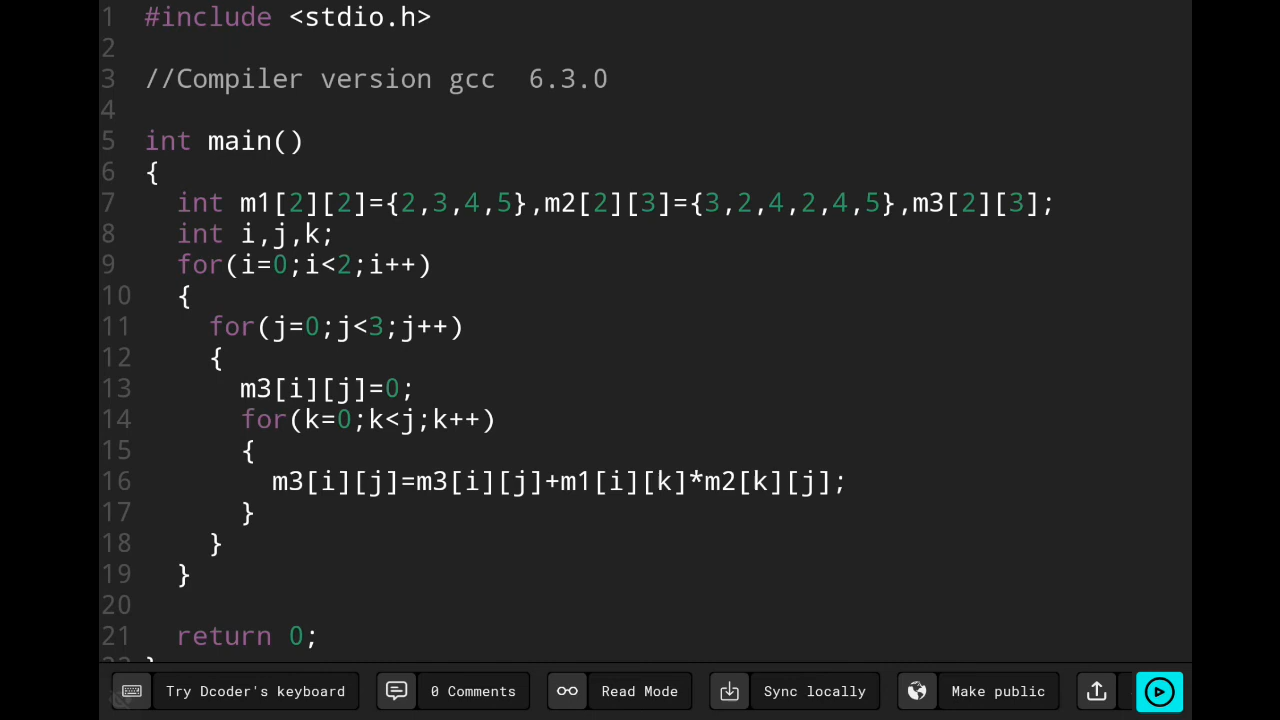 1 #include <stdio.h>
2
3 //Compiler version gcc  6.3.0
4
5 int main()
6 {
7   int m1[2][2]={2,3,4,5},m2[2][3]={3,2,4,2,4,5},m3[2][3];
8   int i,j,k;
9   for(i=0;i<2;i++)
10   {
11     for(j=0;j<3;j++)
12     {
13       m3[i][j]=0;
14       for(k=0;k<j;k++)
15       {
16         m3[i][j]=m3[i][j]+m1[i][k]*m2[k][j];
17       }
18     }
19   }
20
21   return 0;
Try Dcoder's keyboard 0 Comments Read Mode Sync locally Make public